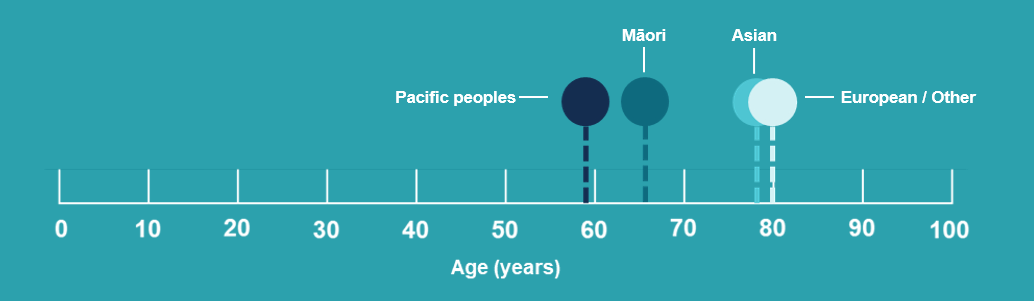 Māori
Asian
Pacific peoples
European / Other
0 10 20 30 40 50 60 70 80 90 100
Age (years)